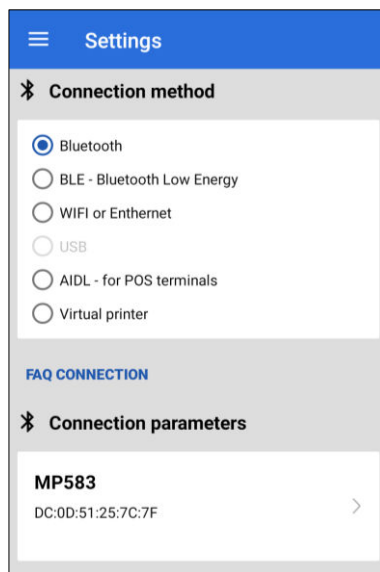 Settings
Connection method
Bluetooth
BLE - Bluetooth Low Energy
WIFI or Enthernet
USB
AIDL - for POS terminals
Virtual printer
FAQ CONNECTION
Connection parameters
MP583
DC:0D:51:25:7C:7F